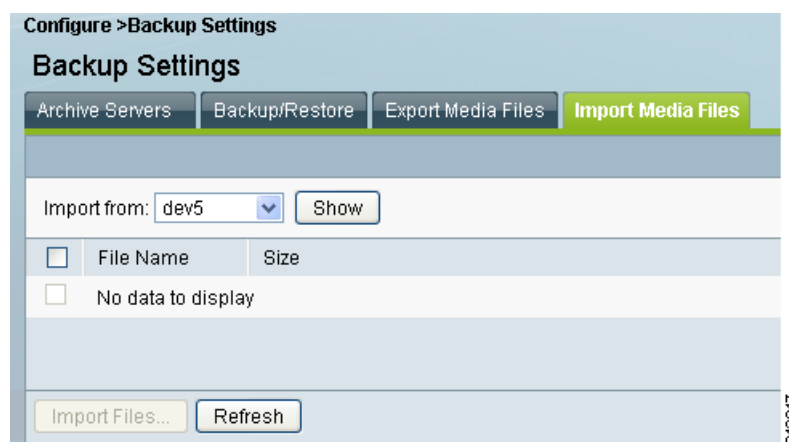 Configure >Backup Settings
Backup Settings
Archive Servers Backup/Restore Export Media Files Import Media Files
Import from: dev5 Show
File Name Size
No data to display
Import Files... Refresh